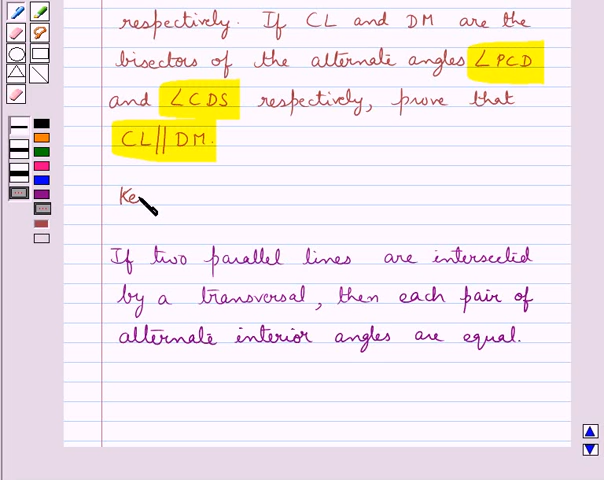 respectively. If CL and DM are the
bisectors of the alternate angles ∠PCD
and ∠CDS respectively, prove that
CL||DM.
Ke
If two parallel lines are intersected
by a transversal, then each pair of
alternate interior angles are equal.